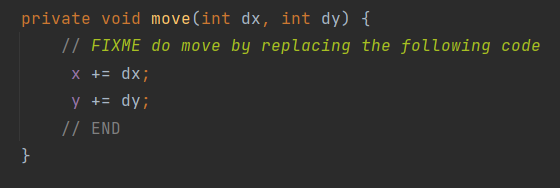 private void move(int dx, int dy) {
    // FIXME do move by replacing the following code
     x += dx;
     y += dy;
    // END
}